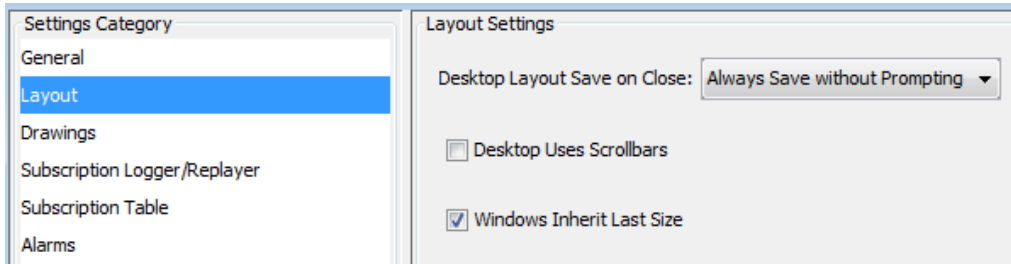 Settings Category
General
Layout
Drawings
Subscription Logger/Replayer
Subscription Table
Alarms
Layout Settings
Desktop Layout Save on Close: Always Save without Prompting
Desktop Uses Scrollbars
Windows Inherit Last Size